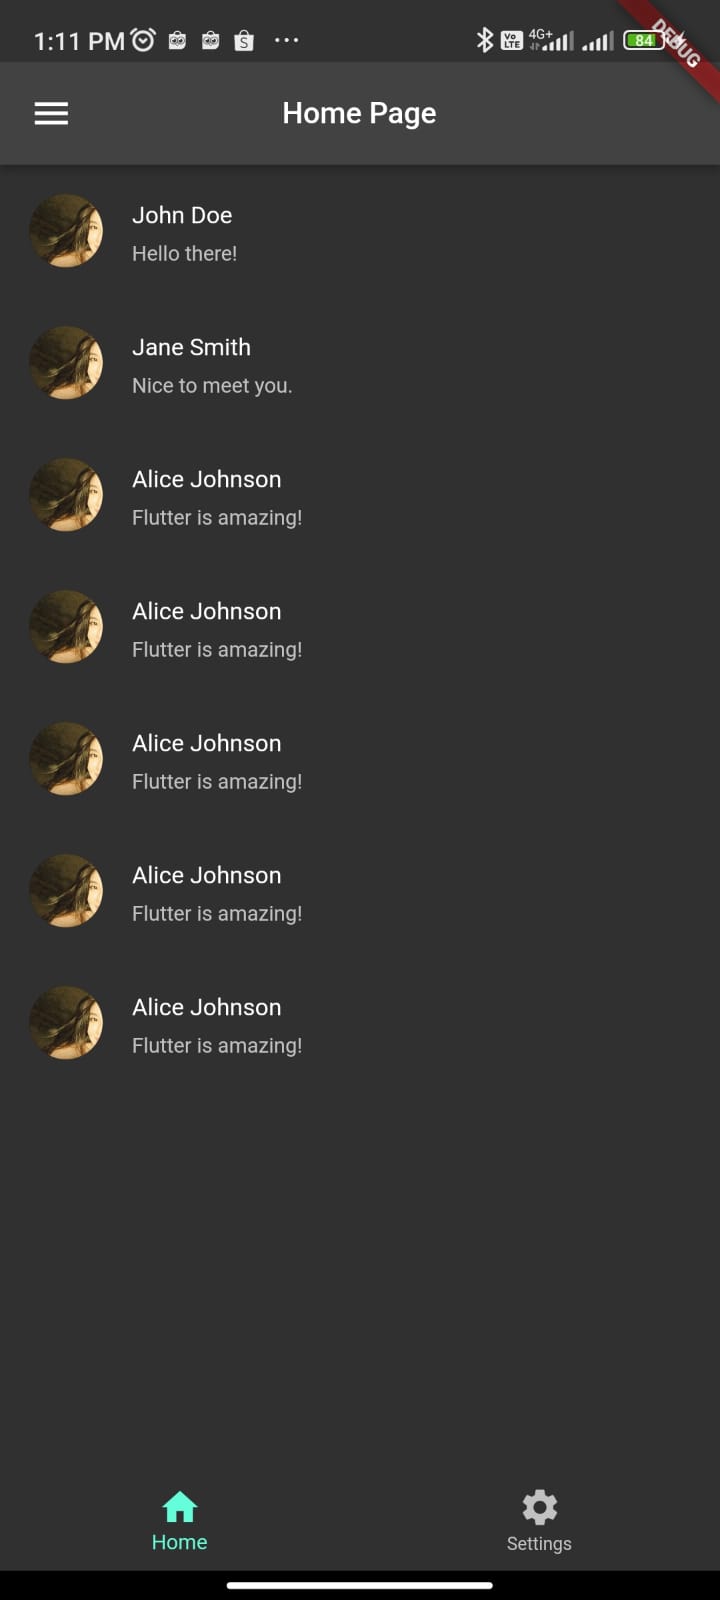 1:11 PM
Vo LTE 4G+ 84
DEBUG
Home Page
John Doe
Hello there!
Jane Smith
Nice to meet you.
Alice Johnson
Flutter is amazing!
Alice Johnson
Flutter is amazing!
Alice Johnson
Flutter is amazing!
Alice Johnson
Flutter is amazing!
Alice Johnson
Flutter is amazing!
Home
Settings